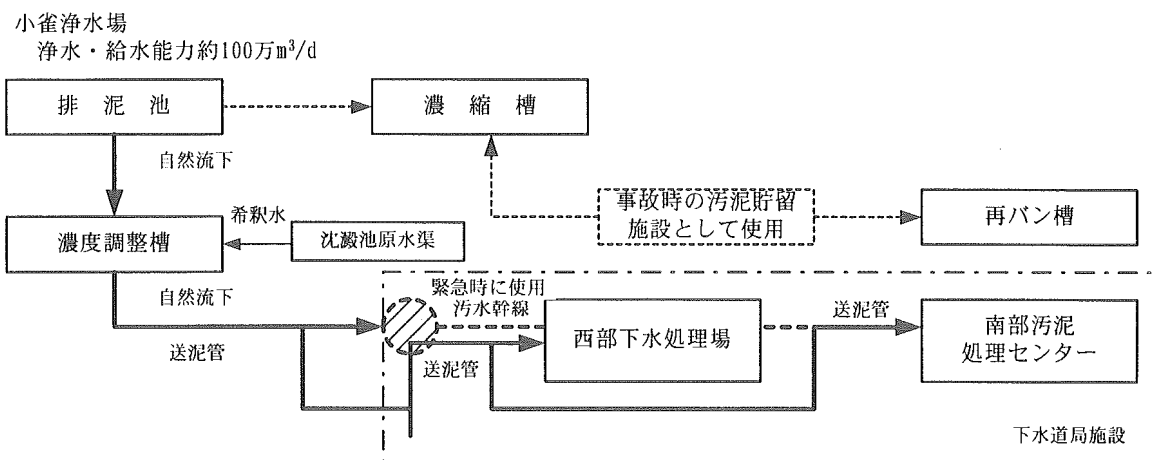 小雀浄水場
浄水・給水能力約100万m³/d
排泥池
濃縮槽
自然流下
事故時の汚泥貯留
施設として使用
再バン槽
希釈水
濃度調整槽
沈澱池原水渠
自然流下
緊急時に使用
汚水幹線
送泥管
西部下水処理場
送泥管
南部汚泥
処理センター
送泥管
下水道局施設